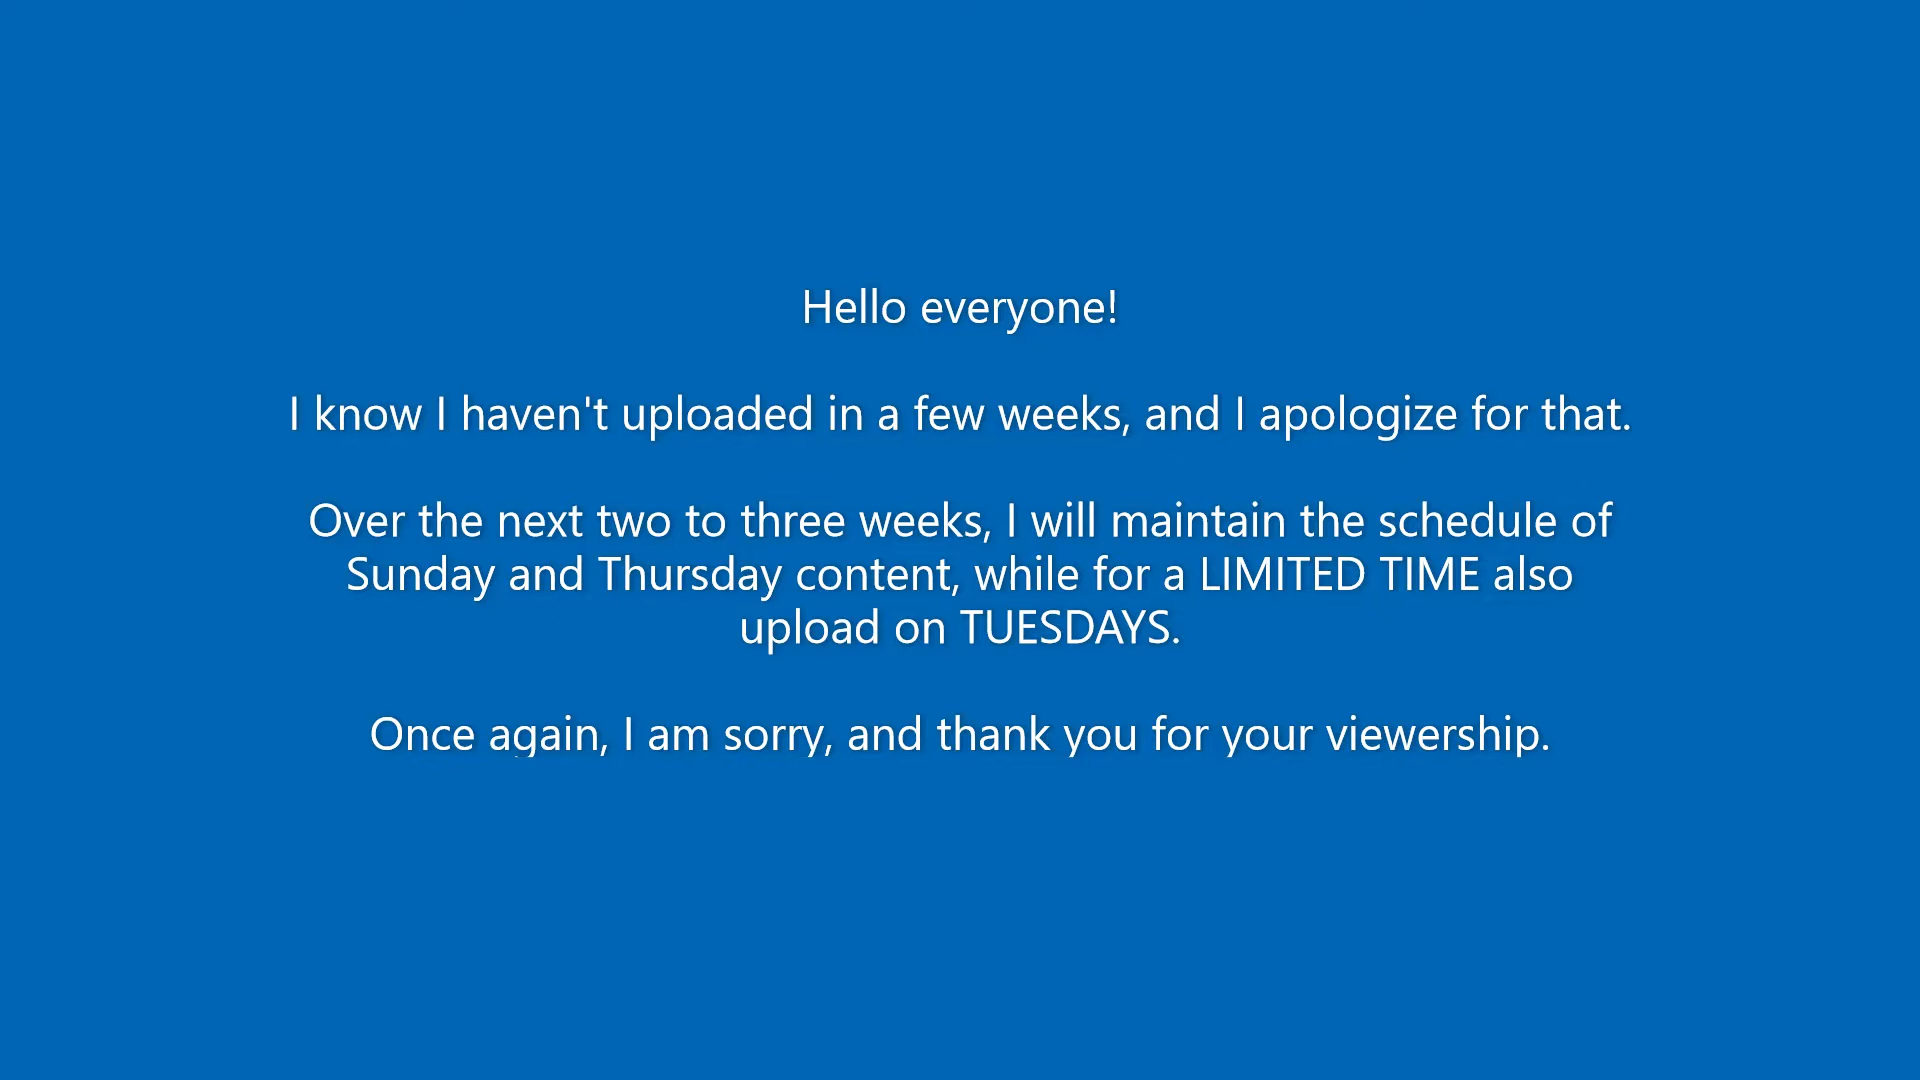 Hello everyone!
I know I haven't uploaded in a few weeks, and I apologize for that.
Over the next two to three weeks, I will maintain the schedule of
Sunday and Thursday content, while for a LIMITED TIME also
upload on TUESDAYS.
Once again, I am sorry, and thank you for your viewership.